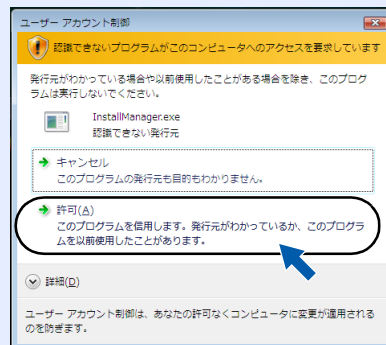 ユーザー アカウント制御
認識できないプログラムがこのコンピュータへのアクセスを要求しています
発行元がわかっている場合や以前使用したことがある場合を除き、このプログ
ラムは実行しないでください。
InstallManager.exe
認識できない発行元
キャンセル
このプログラムの発行元も目的もわかりません。
許可(A)
このプログラムを信用します。発行元がわかっているか、このプログラ
ムを以前使用したことがあります。
詳細(D)
ユーザー アカウント制御は、あなたの許可なくコンピュータに変更が適用される
のを防ぎます。